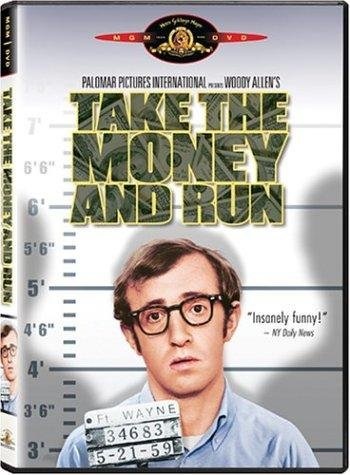 MGM DVD
TAKE THE MONEY AND RUN
MGM DVD
PALOMAR PICTURES INTERNATIONAL PRESENTS WOODY ALLEN'S
TAKE THE
MONEY
AND RUN
7'
6'6"
6'
5'6"
5'
4'6"
4'
3'6"
3'
"Insanely funny!"
– NY Daily News
Ft. WAYNE
34683
5-21-59